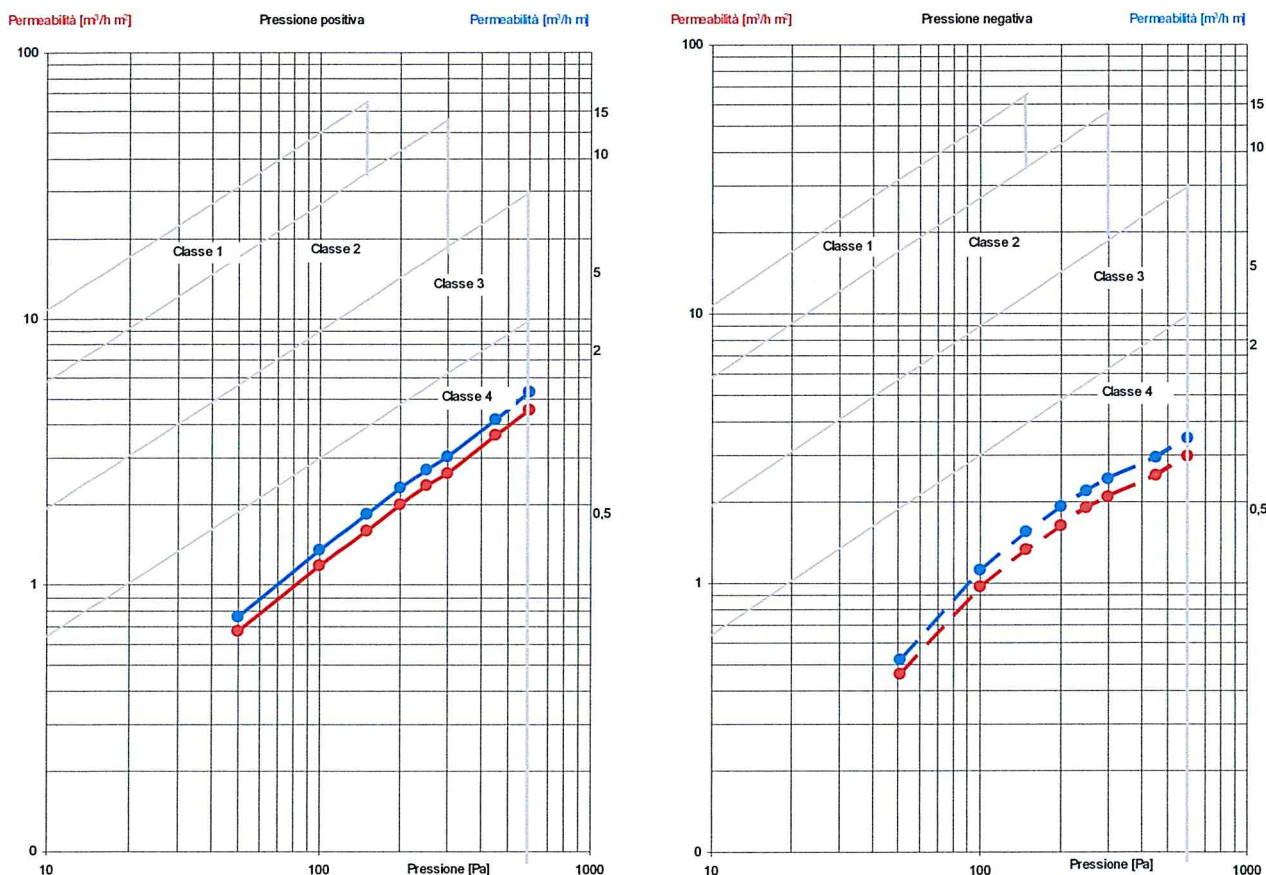 Permeabilità [m³/h m²] Pressione positiva Permeabilità [m³/h m]
100
15
10
Classe 1
Classe 2
5
Classe 3
10
2
Classe 4
0,5
1
0
10 100 Pressione [Pa] 1000
Permeabilità [m³/h m²] Pressione negativa Permeabilità [m³/h m]
100
15
10
Classe 1
Classe 2
5
Classe 3
10
2
Classe 4
0,5
1
0
10 100 Pressione [Pa] 1000